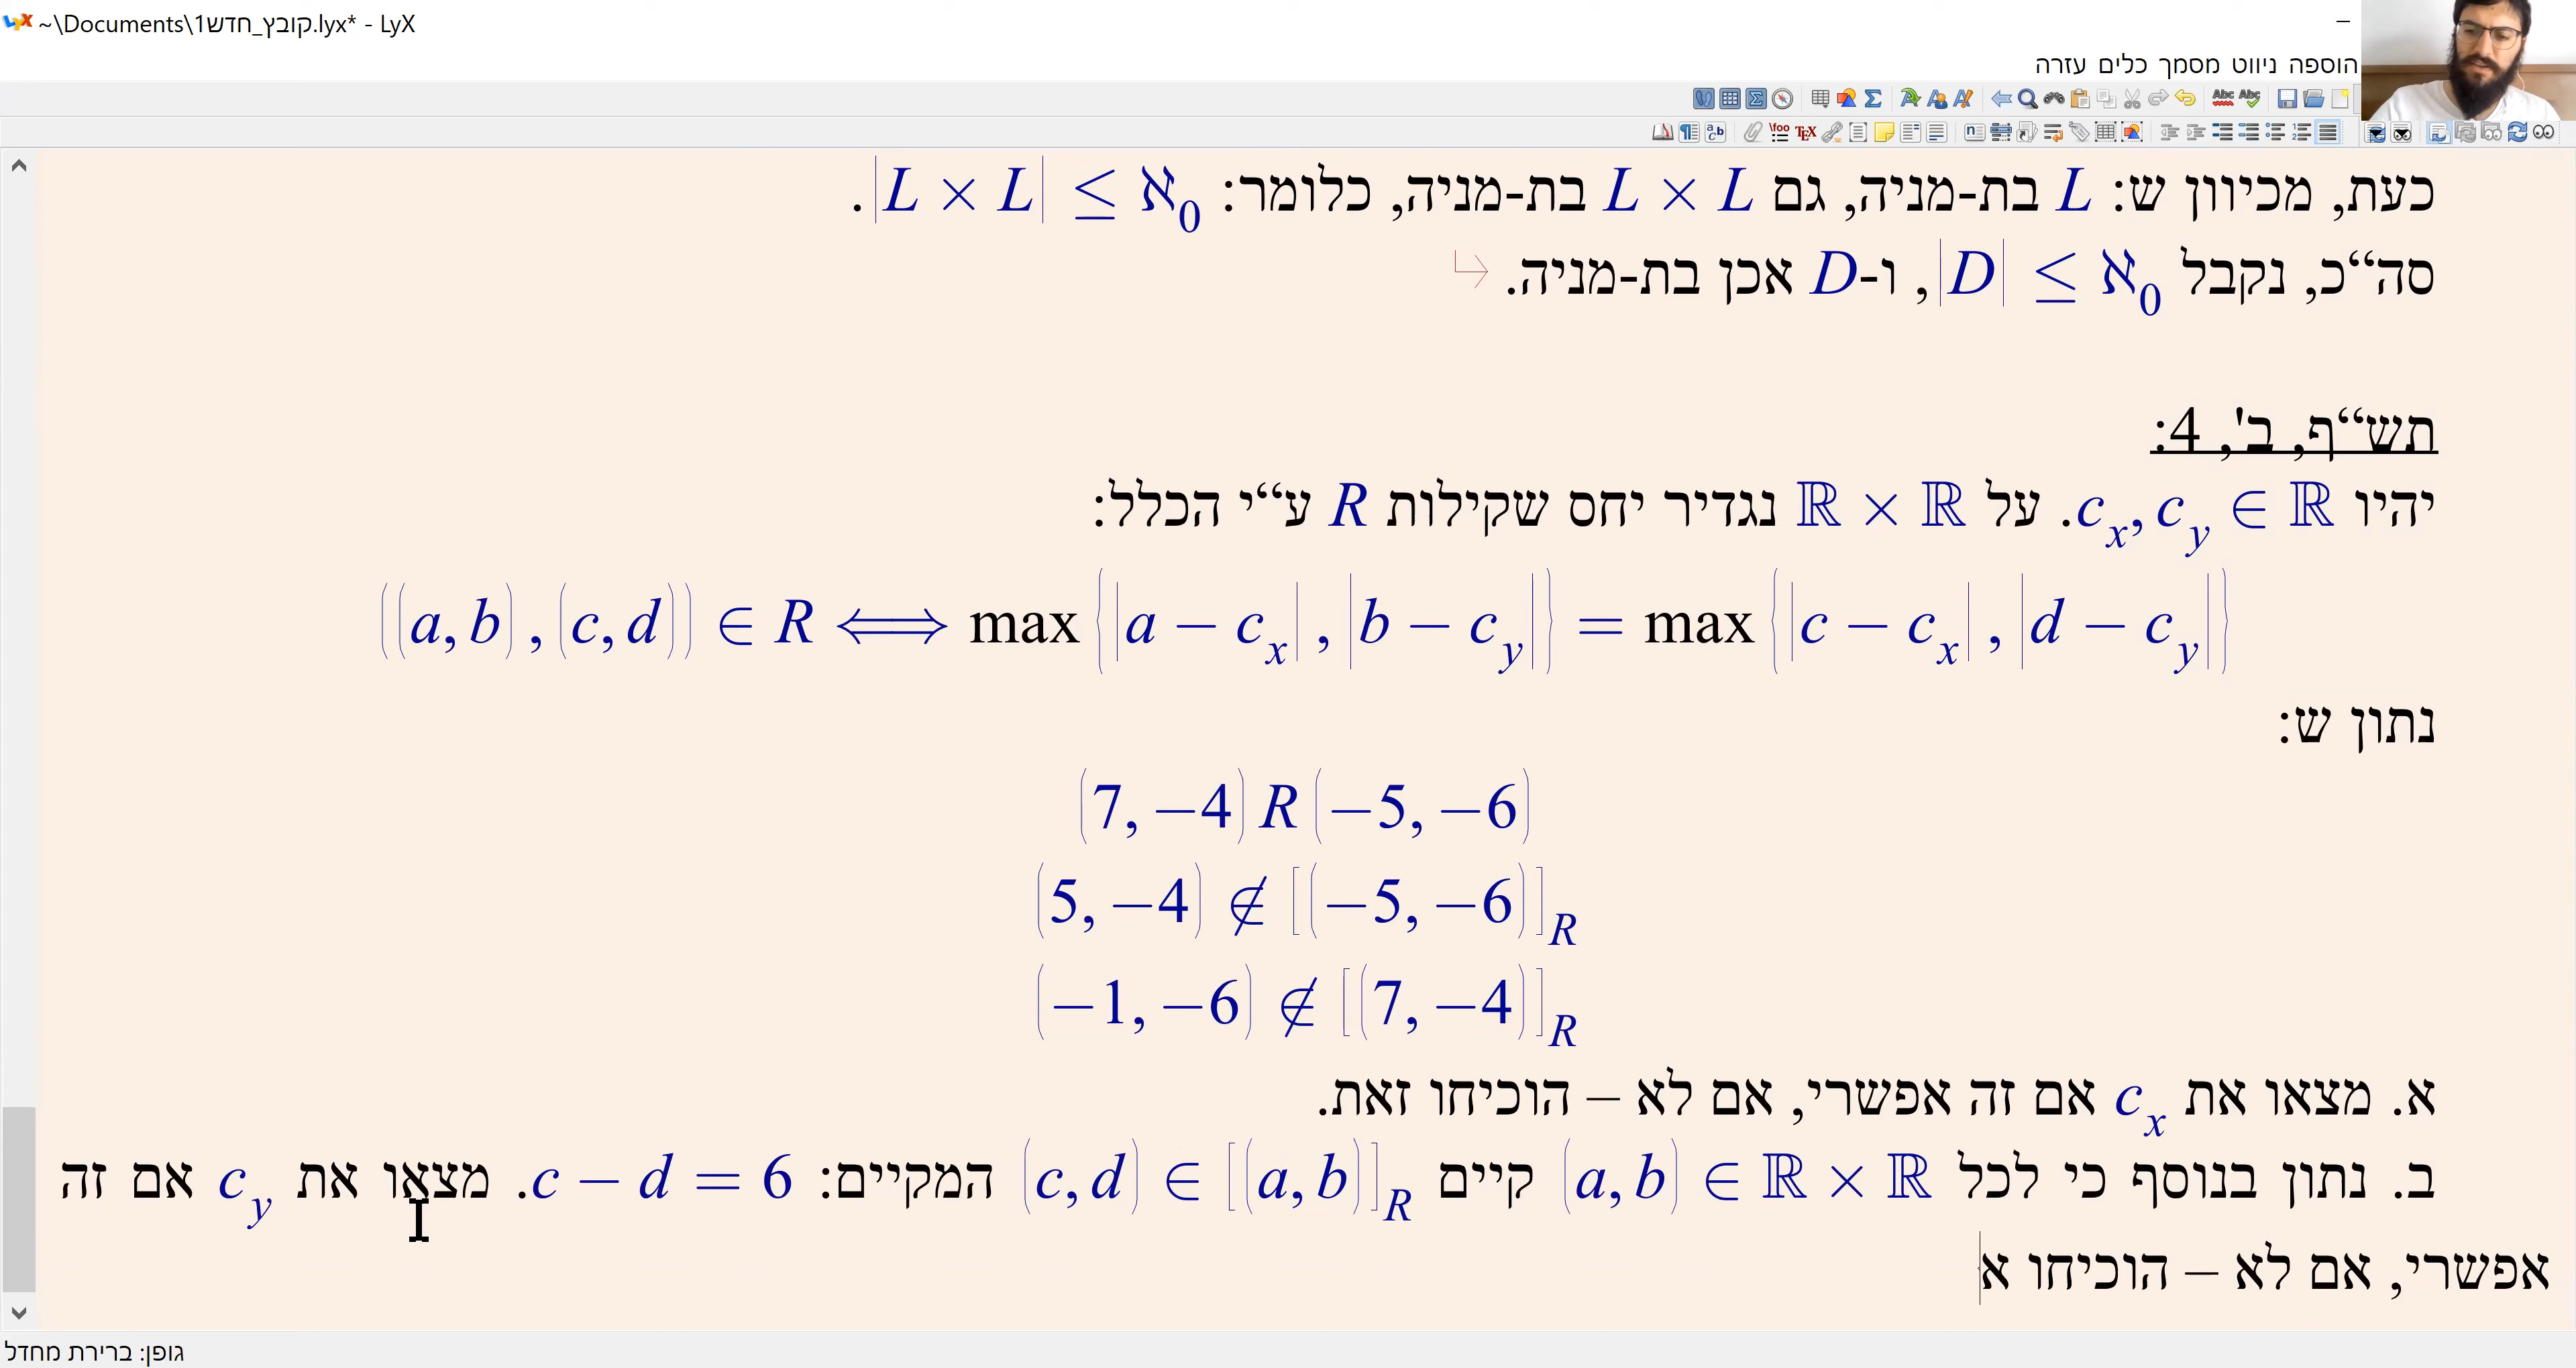 ~\Documents\קובץ_חדש1.lyx* - LyX
הוספה ניווט מסמך כלים עזרה
כעת, מכיוון ש: L בת-מניה, גם L × L בת-מניה, כלומר: |L × L| ≤ ℵ₀.
סה“כ, נקבל |D| ≤ ℵ₀, ו-D אכן בת-מניה.
תש“ף, ב', 4:
יהיו c_x, c_y ∈ ℝ. על ℝ × ℝ נגדיר יחס שקילות R ע“י הכלל:
((a, b), (c, d)) ∈ R ⟺ max{|a − c_x|, |b − c_y|} = max{|c − c_x|, |d − c_y|}
נתון ש:
(7, −4) R (−5, −6)
(5, −4) ∉ [(−5, −6)]_R
(−1, −6) ∉ [(7, −4)]_R
א. מצאו את c_x אם זה אפשרי, אם לא – הוכיחו זאת.
ב. נתון בנוסף כי לכל (a, b) ∈ ℝ × ℝ קיים (c, d) ∈ [(a, b)]_R המקיים: c − d = 6. מצאו את c_y אם זה
אפשרי, אם לא – הוכיחו א
גופן: ברירת מחדל